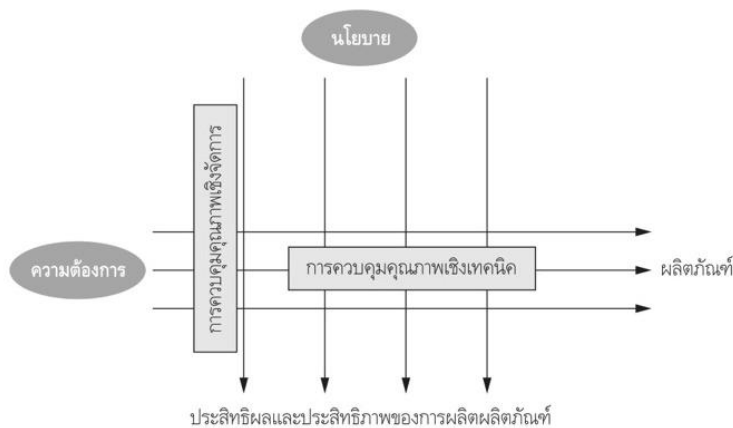 นโยบาย
การควบคุมคุณภาพเชิงจัดการ
ความต้องการ
การควบคุมคุณภาพเชิงเทคนิค
ผลิตภัณฑ์
ประสิทธิผลและประสิทธิภาพของการผลิตผลิตภัณฑ์